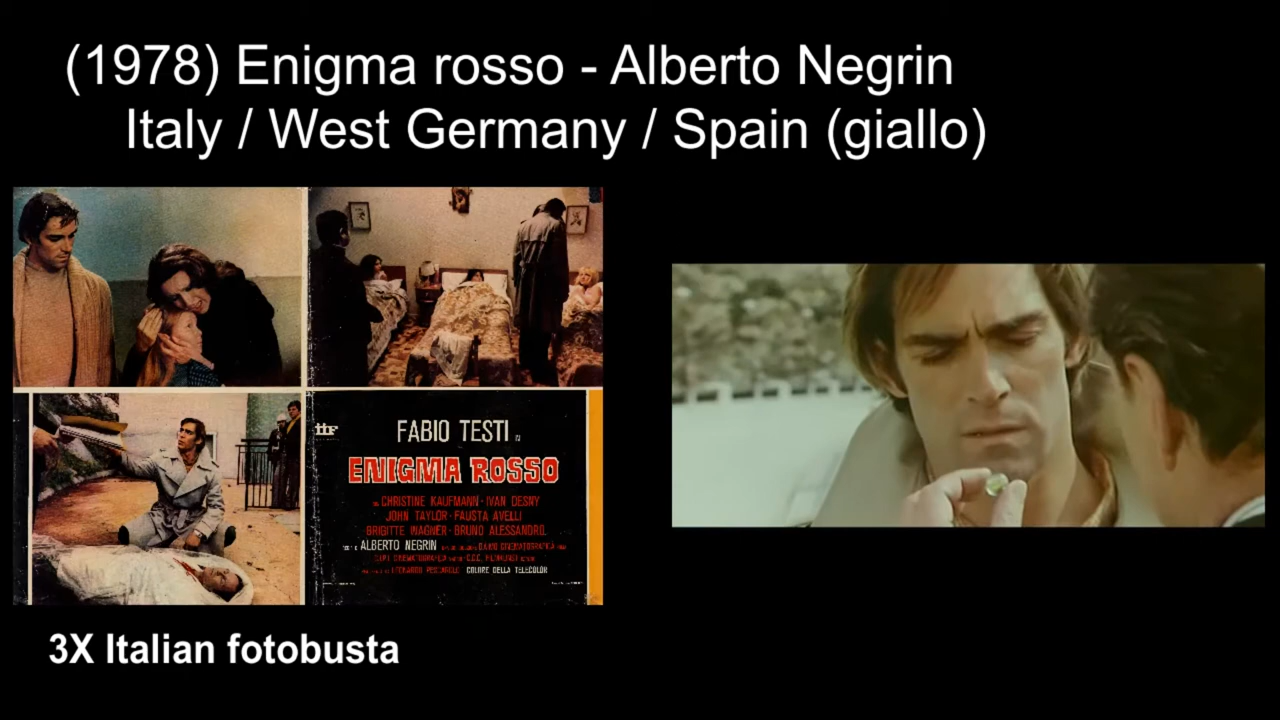 (1978) Enigma rosso - Alberto Negrin
Italy / West Germany / Spain (giallo)
FABIO TESTI
ENIGMA ROSSO
CHRISTINE KAUFMANN · IVAN DESNY
JOHN TAYLOR · FAUSTA AVELLI
BRIGITTE WAGNER · BRUNO ALESSANDRO
ALBERTO NEGRIN
COLORE DELLA TELECOLOR
3X Italian fotobusta